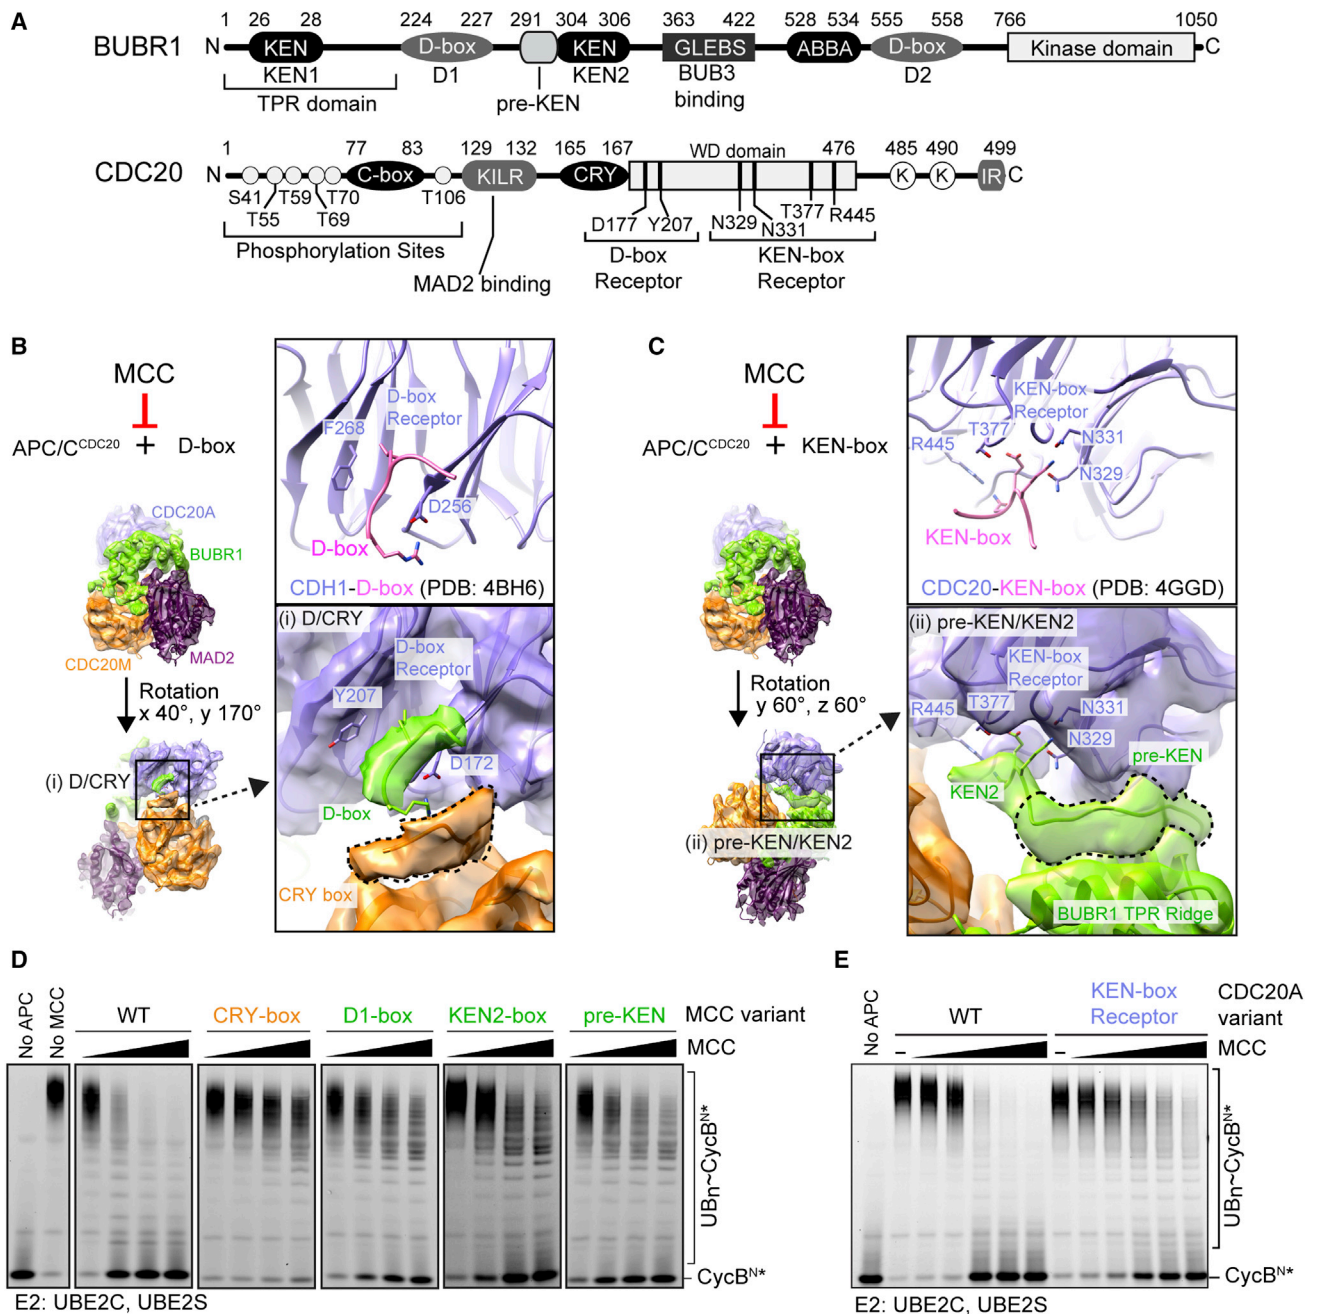 A
1 26 28 224 227 291 304 306 363 422 528 534 555 558 766 1050
BUBR1 N KEN D-box KEN GLEBS ABBA D-box Kinase domain C
KEN1 D1 KEN2 BUB3 D2
TPR domain pre-KEN binding
1 77 83 129 132 165 167 WD domain 476 485 490 499
CDC20 N C-box KILR CRY K K IR C
S41 T59 T70 T106
T55 T69
D177 Y207 N329 N331 T377 R445
Phosphorylation Sites
MAD2 binding
D-box
Receptor
KEN-box
Receptor
B
MCC
APC/C^CDC20 + D-box
CDC20A
BUBR1
CDC20M
MAD2
Rotation
x 40°, y 170°
(i) D/CRY
D-box
Receptor
F268
D256
D-box
CDH1-D-box (PDB: 4BH6)
(i) D/CRY
D-box
Receptor
Y207
D172
D-box
CRY box
C
MCC
APC/C^CDC20 + KEN-box
Rotation
y 60°, z 60°
(ii) pre-KEN/KEN2
KEN-box
Receptor
T377
R445
N331
N329
KEN-box
CDC20-KEN-box (PDB: 4GGD)
(ii) pre-KEN/KEN2
KEN-box
Receptor
T377
R445
N331
N329
pre-KEN
KEN2
BUBR1 TPR Ridge
D
No APC
No MCC
WT CRY-box D1-box KEN2-box pre-KEN MCC variant
MCC
UBn~CycB^N*
CycB^N*
E2: UBE2C, UBE2S
E
No APC
WT
KEN-box
Receptor
CDC20A
variant
– – MCC
UBn~CycB^N*
CycB^N*
E2: UBE2C, UBE2S